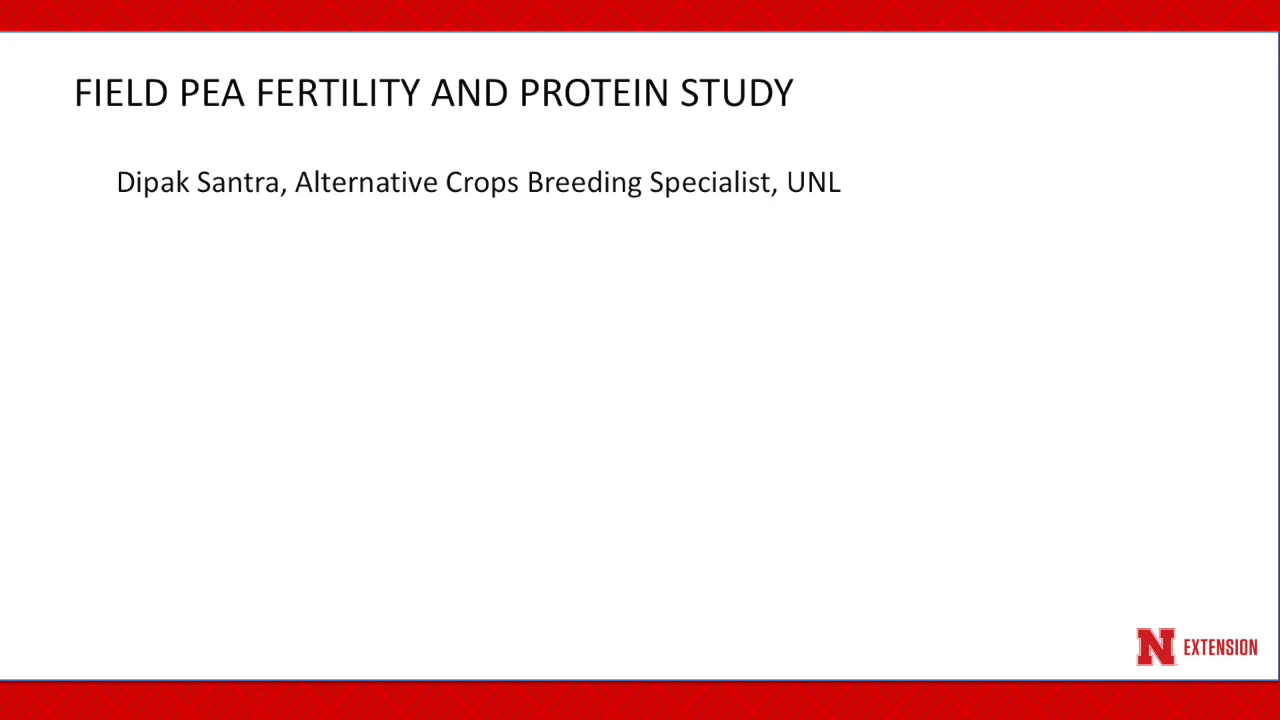 FIELD PEA FERTILITY AND PROTEIN STUDY
Dipak Santra, Alternative Crops Breeding Specialist, UNL
N EXTENSION